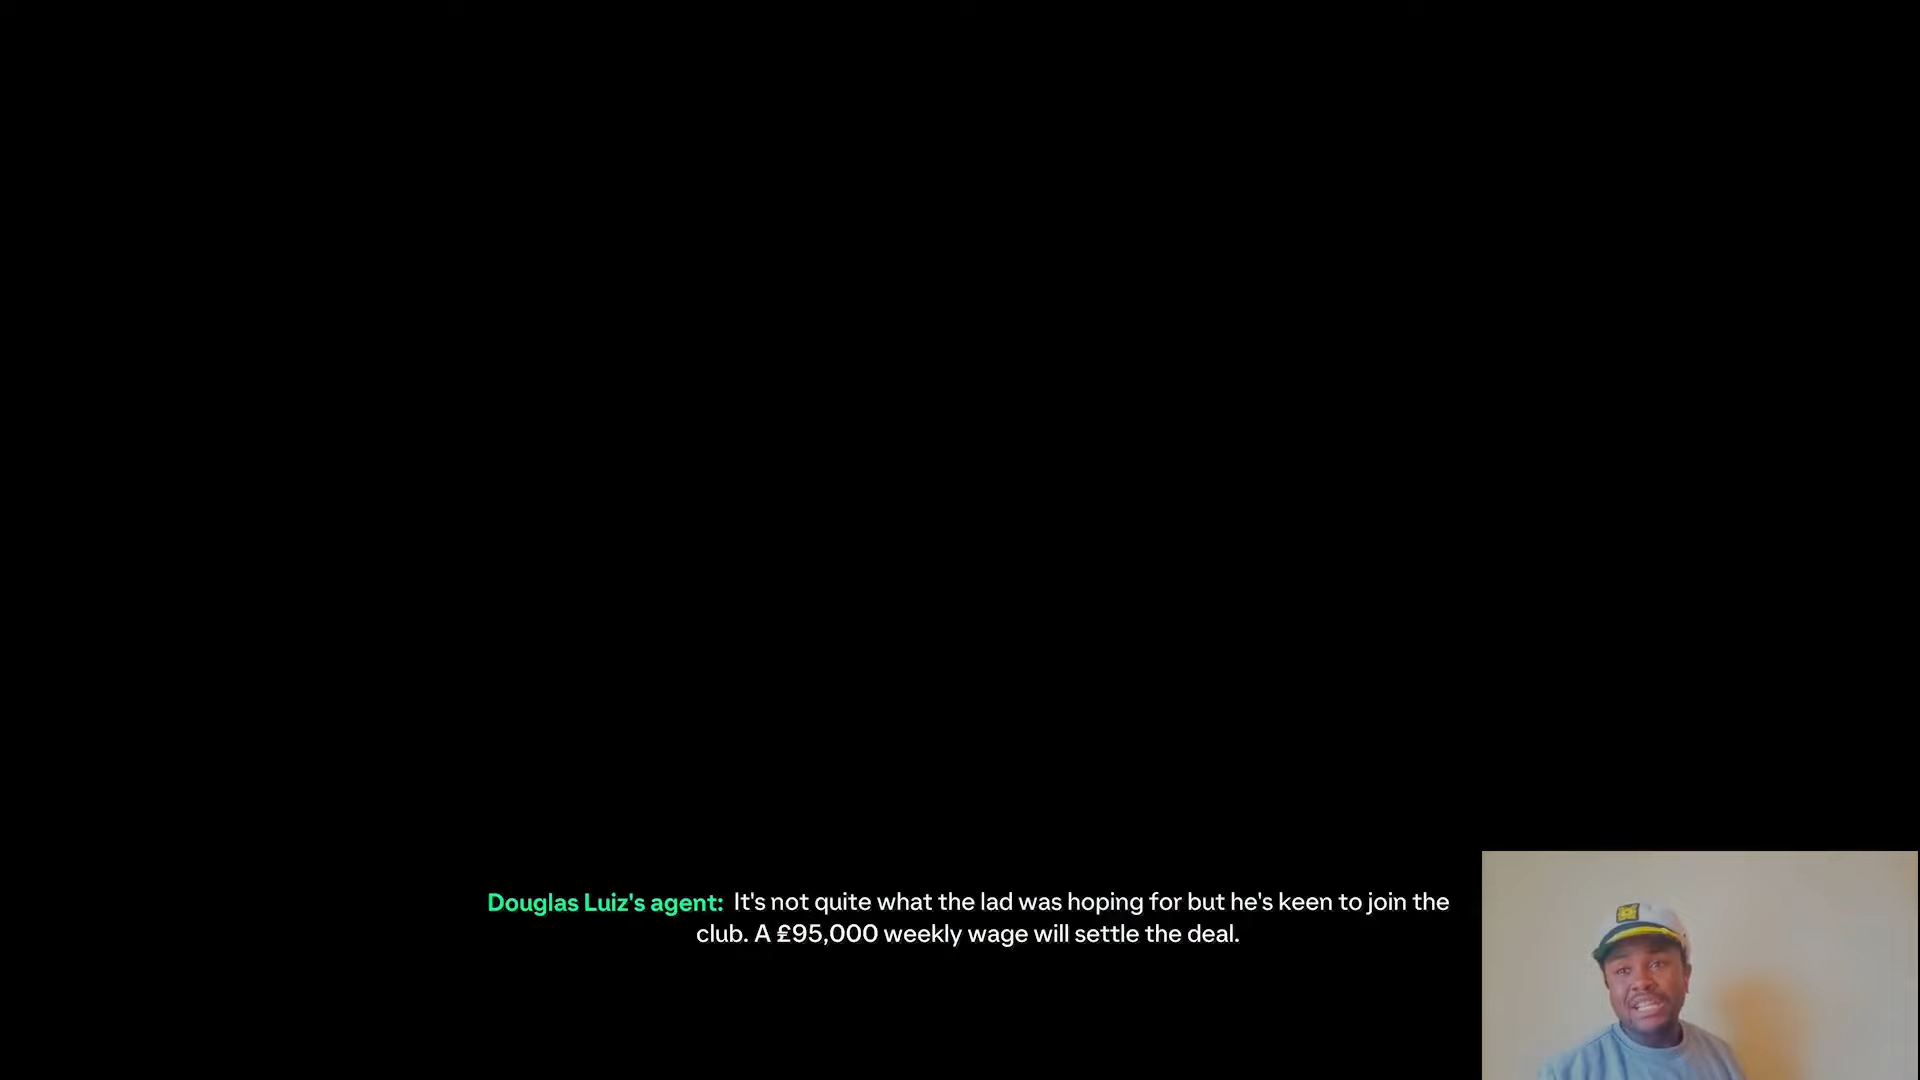 Douglas Luiz's agent: It's not quite what the lad was hoping for but he's keen to join the
club. A £95,000 weekly wage will settle the deal.